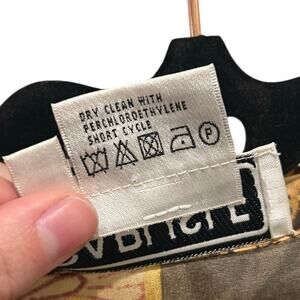 DRY CLEAN WITH
PERCHLOROETHYLENE
SHORT CYCLE
P